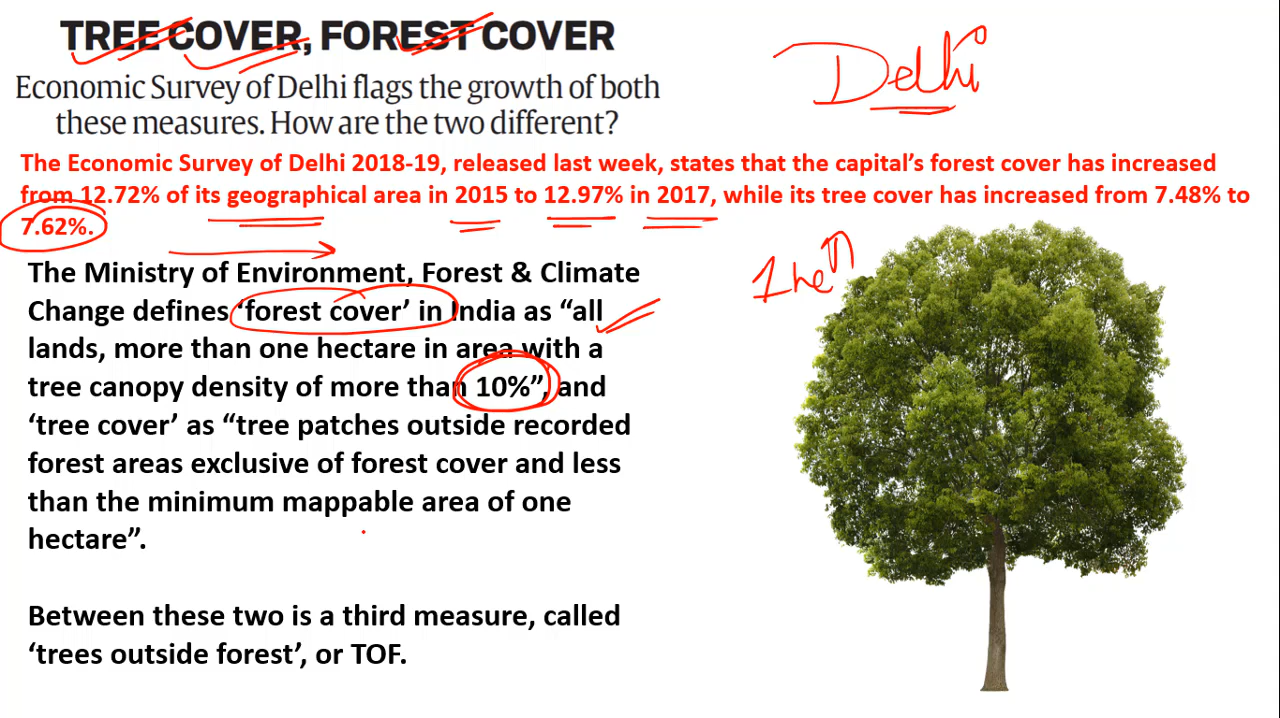 TREE COVER, FOREST COVER
Economic Survey of Delhi flags the growth of both
these measures. How are the two different?
Delhi
The Economic Survey of Delhi 2018-19, released last week, states that the capital's forest cover has increased
from 12.72% of its geographical area in 2015 to 12.97% in 2017, while its tree cover has increased from 7.48% to
7.62%.
The Ministry of Environment, Forest & Climate
Change defines ‘forest cover’ in India as “all
lands, more than one hectare in area with a
tree canopy density of more than 10%”, and
‘tree cover’ as “tree patches outside recorded
forest areas exclusive of forest cover and less
than the minimum mappable area of one
hectare”.
Between these two is a third measure, called
‘trees outside forest’, or TOF.